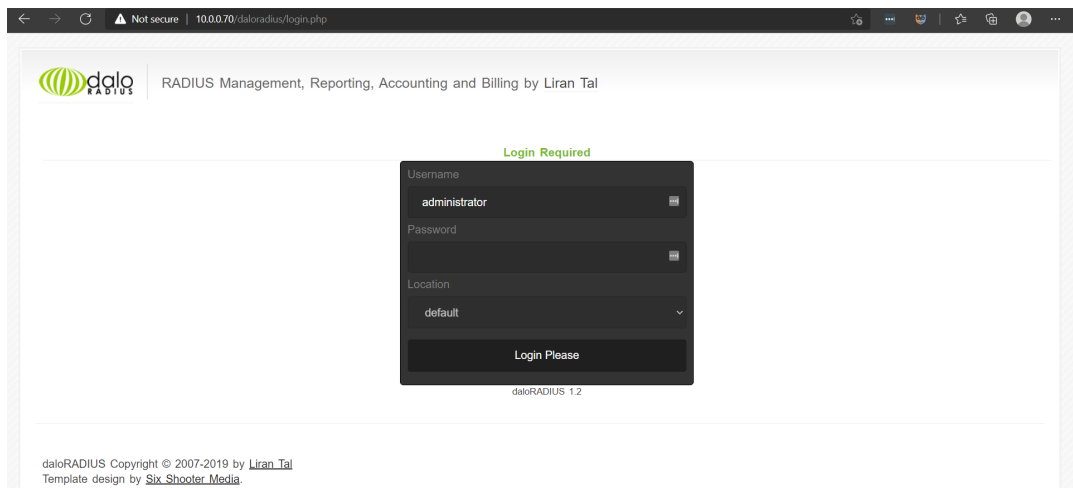 Not secure | 10.0.0.70/daloradius/login.php
dalo RADIUS Management, Reporting, Accounting and Billing by Liran Tal
RADIUS
Login Required
Username
administrator
Password
Location
default
Login Please
daloRADIUS 1.2
daloRADIUS Copyright © 2007-2019 by Liran Tal
Template design by Six Shooter Media.